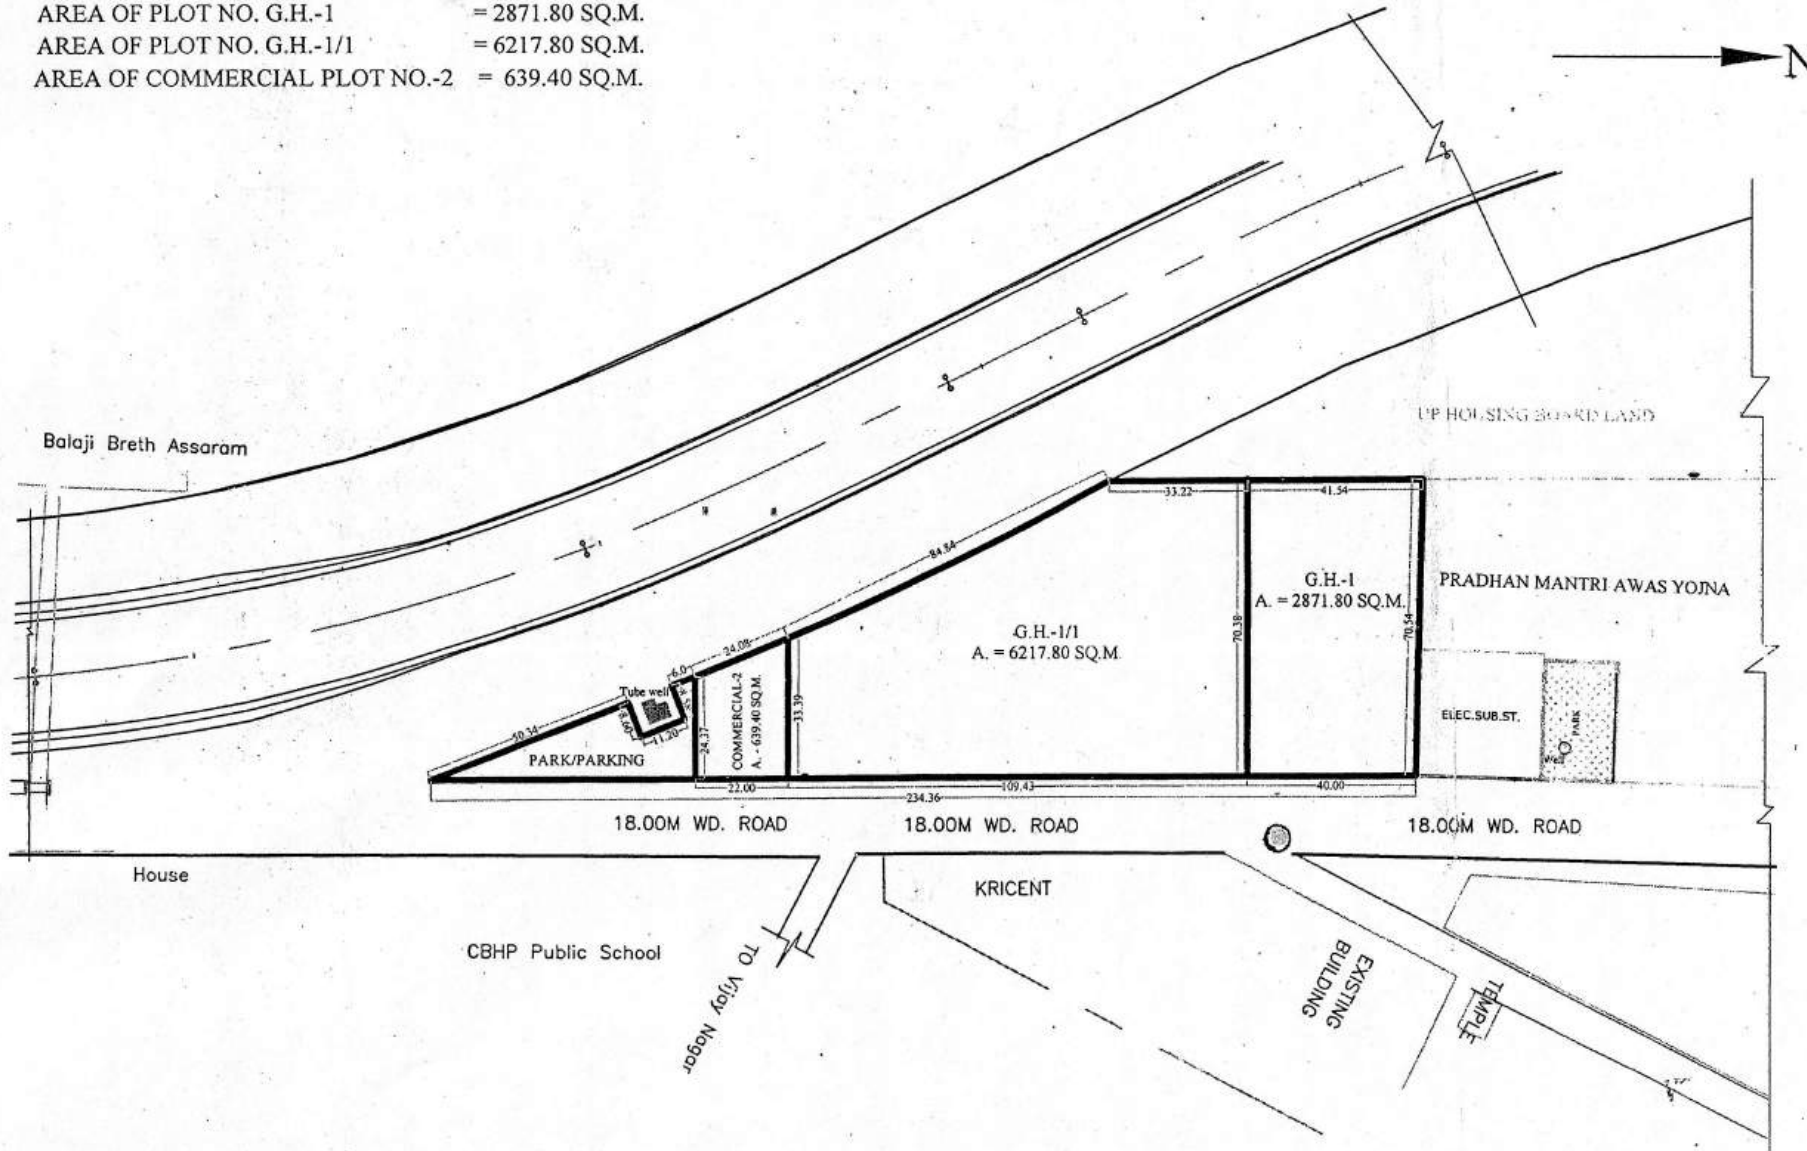 AREA OF PLOT NO. G.H.-1 = 2871.80 SQ.M.
AREA OF PLOT NO. G.H.-1/1 = 6217.80 SQ.M.
AREA OF COMMERCIAL PLOT NO.-2 = 639.40 SQ.M.
N
UP HOUSING BOARD LAND
Balaji Breth Assaram
33.22
41.54
84.84
G.H.-1
A. = 2871.80 SQ.M.
PRADHAN MANTRI AWAS YOJNA
70.38
70.54
G.H.-1/1
A. = 6217.80 SQ.M.
24.08
6.0
Tube well
8.60
11.20
50.34
24.37
COMMERCIAL-2
A. - 639.40 SQ.M.
33.39
PARK/PARKING
ELEC.SUB.ST.
PARK
22.00
109.43
40.00
234.36
18.00M WD. ROAD
18.00M WD. ROAD
18.00M WD. ROAD
House
KRICENT
CBHP Public School
TO Vijay Nagar
EXISTING
BUILDING
TEMPLE